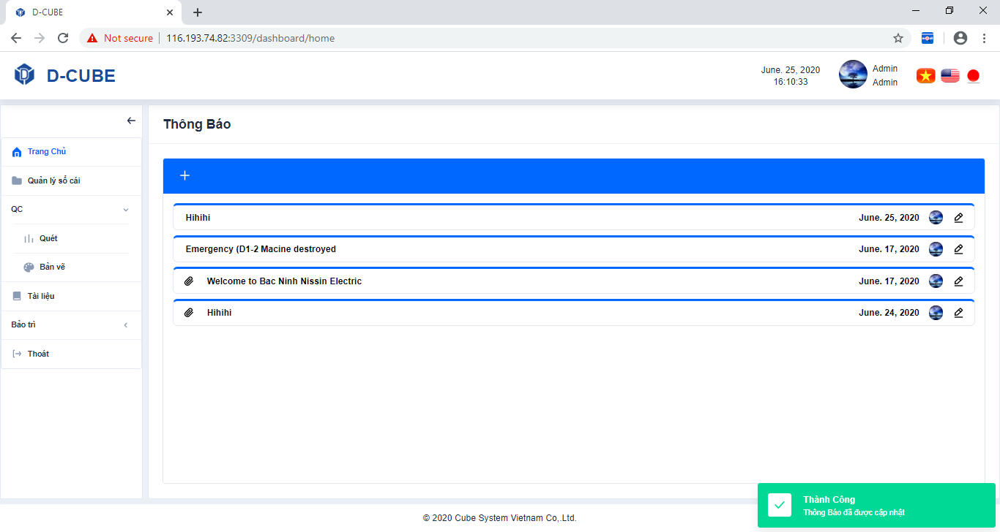 D-CUBE
Not secure
116.193.74.82:3309/dashboard/home
D-CUBE
June. 25, 2020
16:10:33
Admin
Admin
Trang Chủ
Quản lý sổ cái
QC
Quét
Bản vẽ
Tài liệu
Bảo trì
Thoát
Thông Báo
Hihihi June. 25, 2020
Emergency (D1-2 Macine destroyed June. 17, 2020
Welcome to Bac Ninh Nissin Electric June. 17, 2020
Hihihi June. 24, 2020
Thành Công
Thông Báo đã được cập nhật
© 2020 Cube System Vietnam Co,.Ltd.